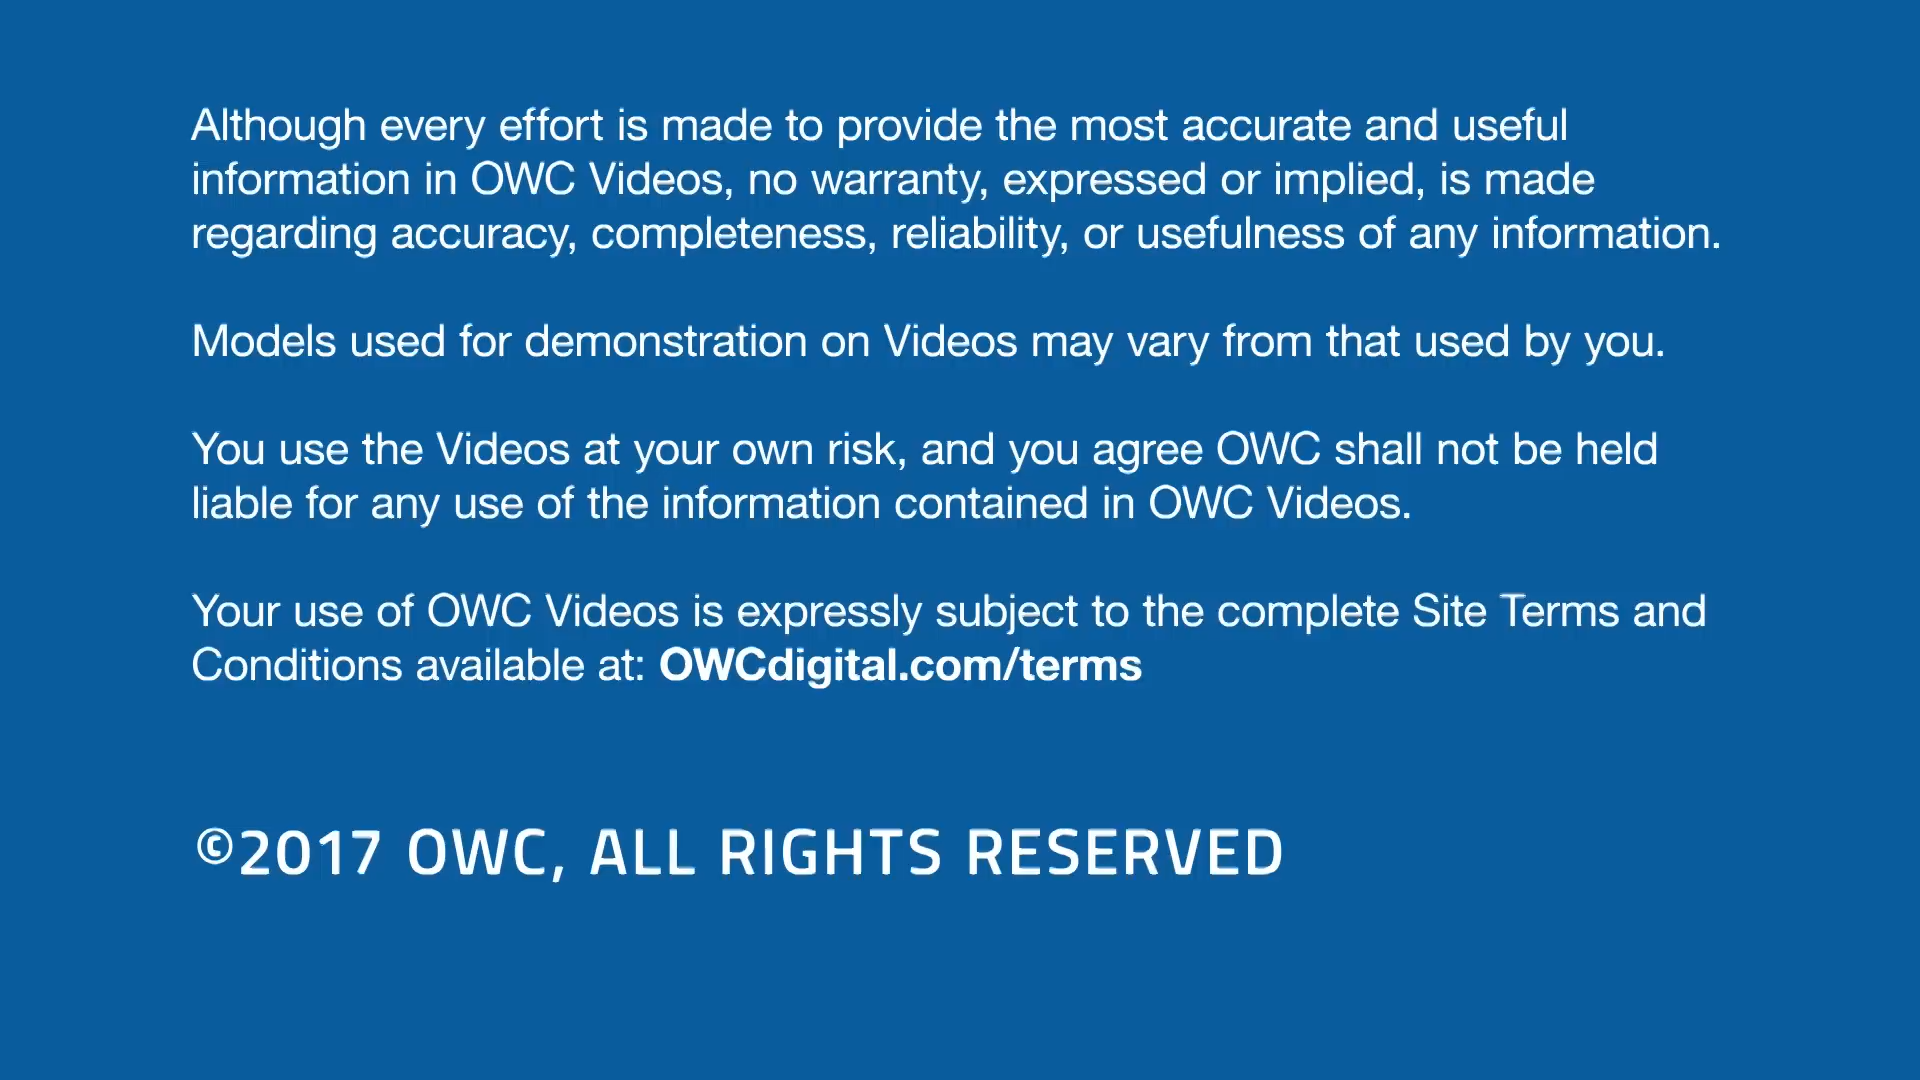 Although every effort is made to provide the most accurate and useful
information in OWC Videos, no warranty, expressed or implied, is made
regarding accuracy, completeness, reliability, or usefulness of any information.
Models used for demonstration on Videos may vary from that used by you.
You use the Videos at your own risk, and you agree OWC shall not be held
liable for any use of the information contained in OWC Videos.
Your use of OWC Videos is expressly subject to the complete Site Terms and
Conditions available at: OWCdigital.com/terms
©2017 OWC, ALL RIGHTS RESERVED